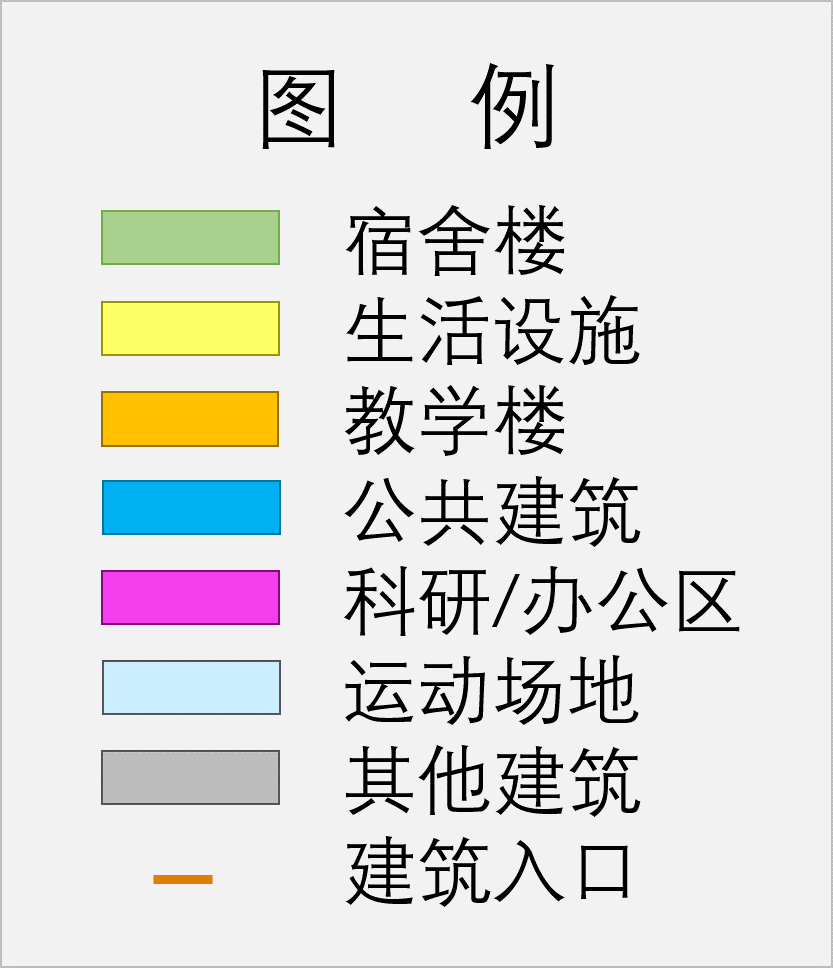 图 例
宿舍楼
生活设施
教学楼
公共建筑
科研/办公区
运动场地
其他建筑
建筑入口